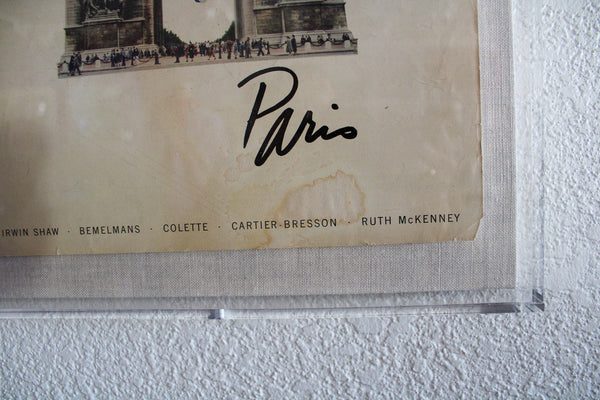 Paris
IRWIN SHAW · BEMELMANS · COLETTE · CARTIER-BRESSON · RUTH McKENNEY